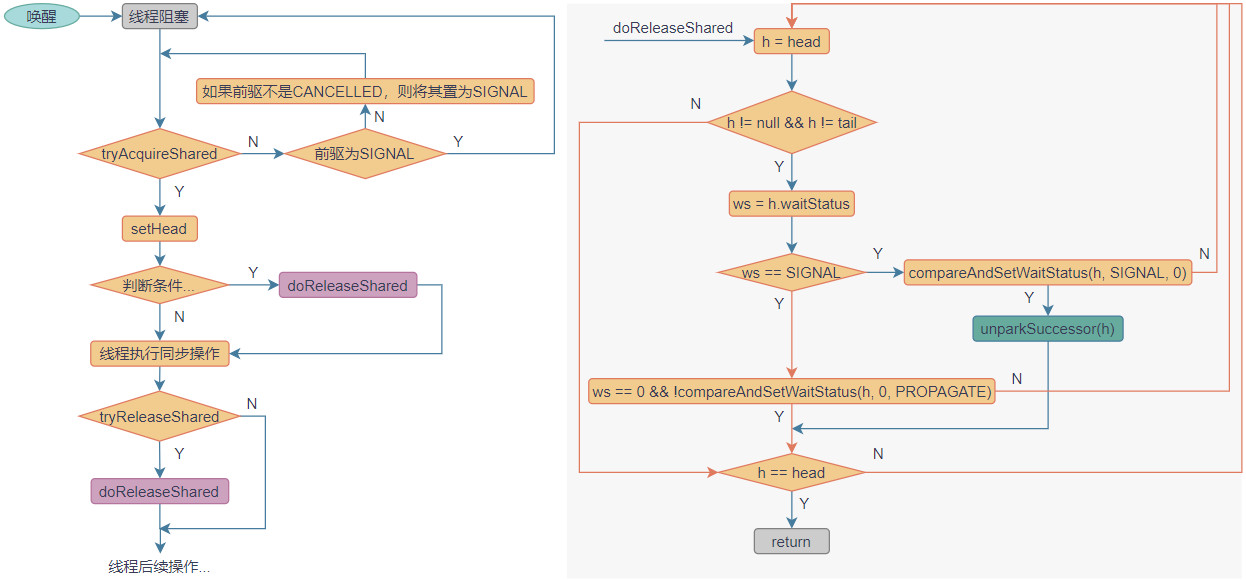 唤醒
线程阻塞
如果前驱不是CANCELLED，则将其置为SIGNAL
N
tryAcquireShared
N
前驱为SIGNAL
Y
Y
setHead
判断条件...
Y
doReleaseShared
N
线程执行同步操作
tryReleaseShared
N
Y
doReleaseShared
线程后续操作...
doReleaseShared
h = head
N
h != null && h != tail
Y
ws = h.waitStatus
ws == SIGNAL
Y
compareAndSetWaitStatus(h, SIGNAL, 0)
N
Y
Y
unparkSuccessor(h)
ws == 0 && !compareAndSetWaitStatus(h, 0, PROPAGATE)
N
Y
h == head
N
Y
return